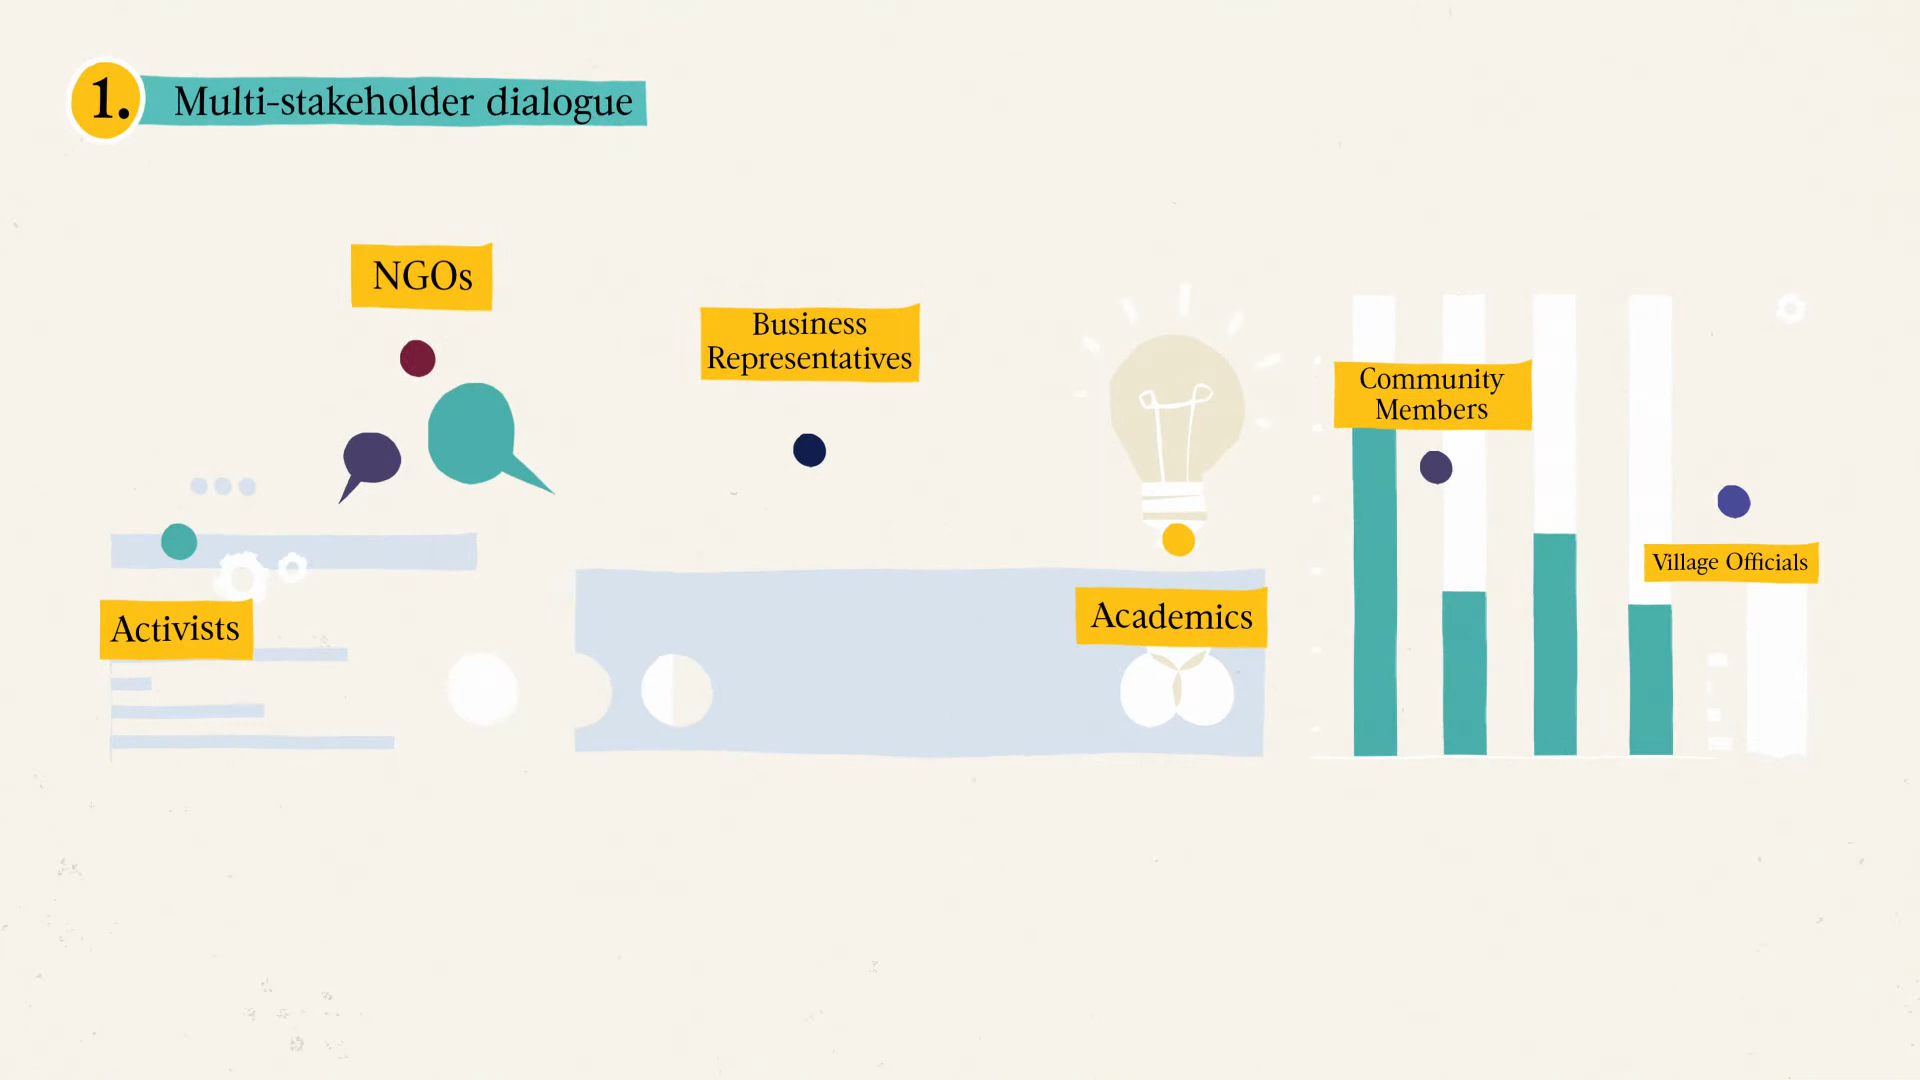 1.
Multi-stakeholder dialogue
NGOs
Business
Representatives
Community
Members
Village Officials
Academics
Activists